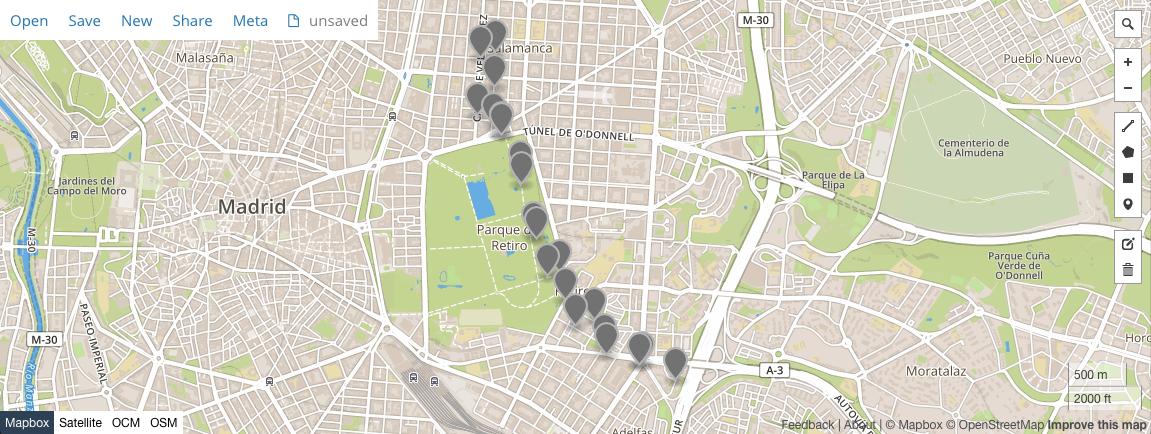 Open Save New Share Meta unsaved
M-30
Malasaña
Salamanca
Pueblo Nuevo
TÚNEL DE O'DONNELL
Cementerio de
la Almudena
Jardines del
Campo del Moro
Parque de La
Elipa
Madrid
M-30
Parque d
Retiro
Parque Cuña
Verde de
O'Donnell
PASEO IMPERIAL
M-30
A-3
Moratalaz
500 m
2000 ft
Mapbox Satellite OCM OSM
Adelfas
Feedback | About | © Mapbox © OpenStreetMap Improve this map